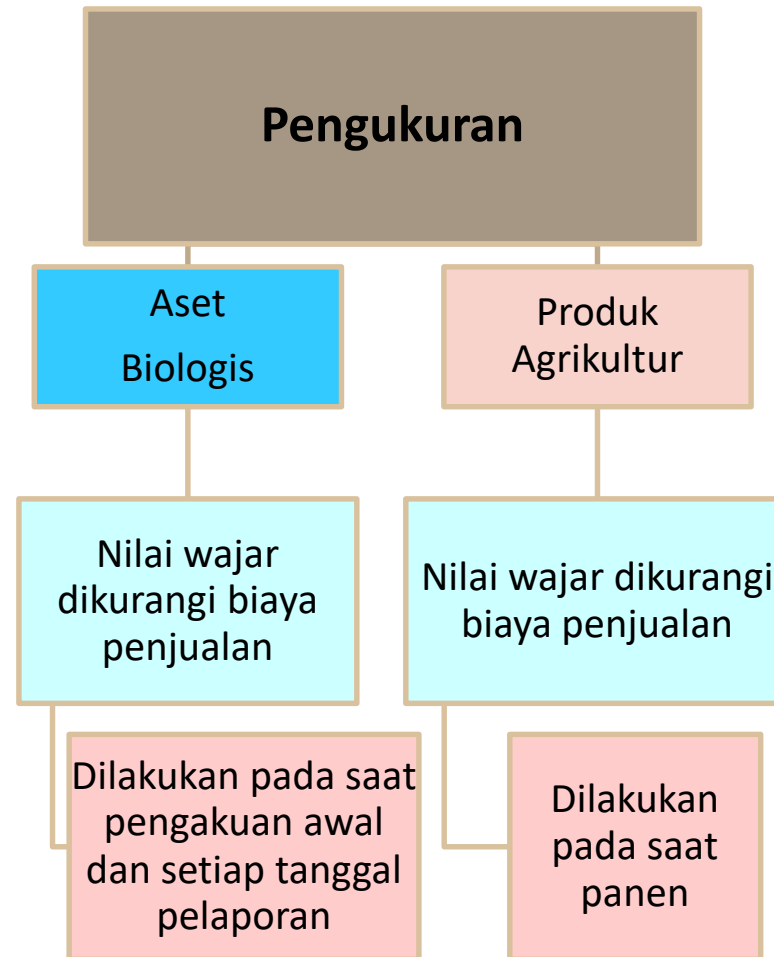 Pengukuran
Aset
Biologis
Produk
Agrikultur
Nilai wajar
dikurangi biaya
penjualan
Nilai wajar dikurangi
biaya penjualan
Dilakukan pada saat
pengakuan awal
dan setiap tanggal
pelaporan
Dilakukan
pada saat
panen